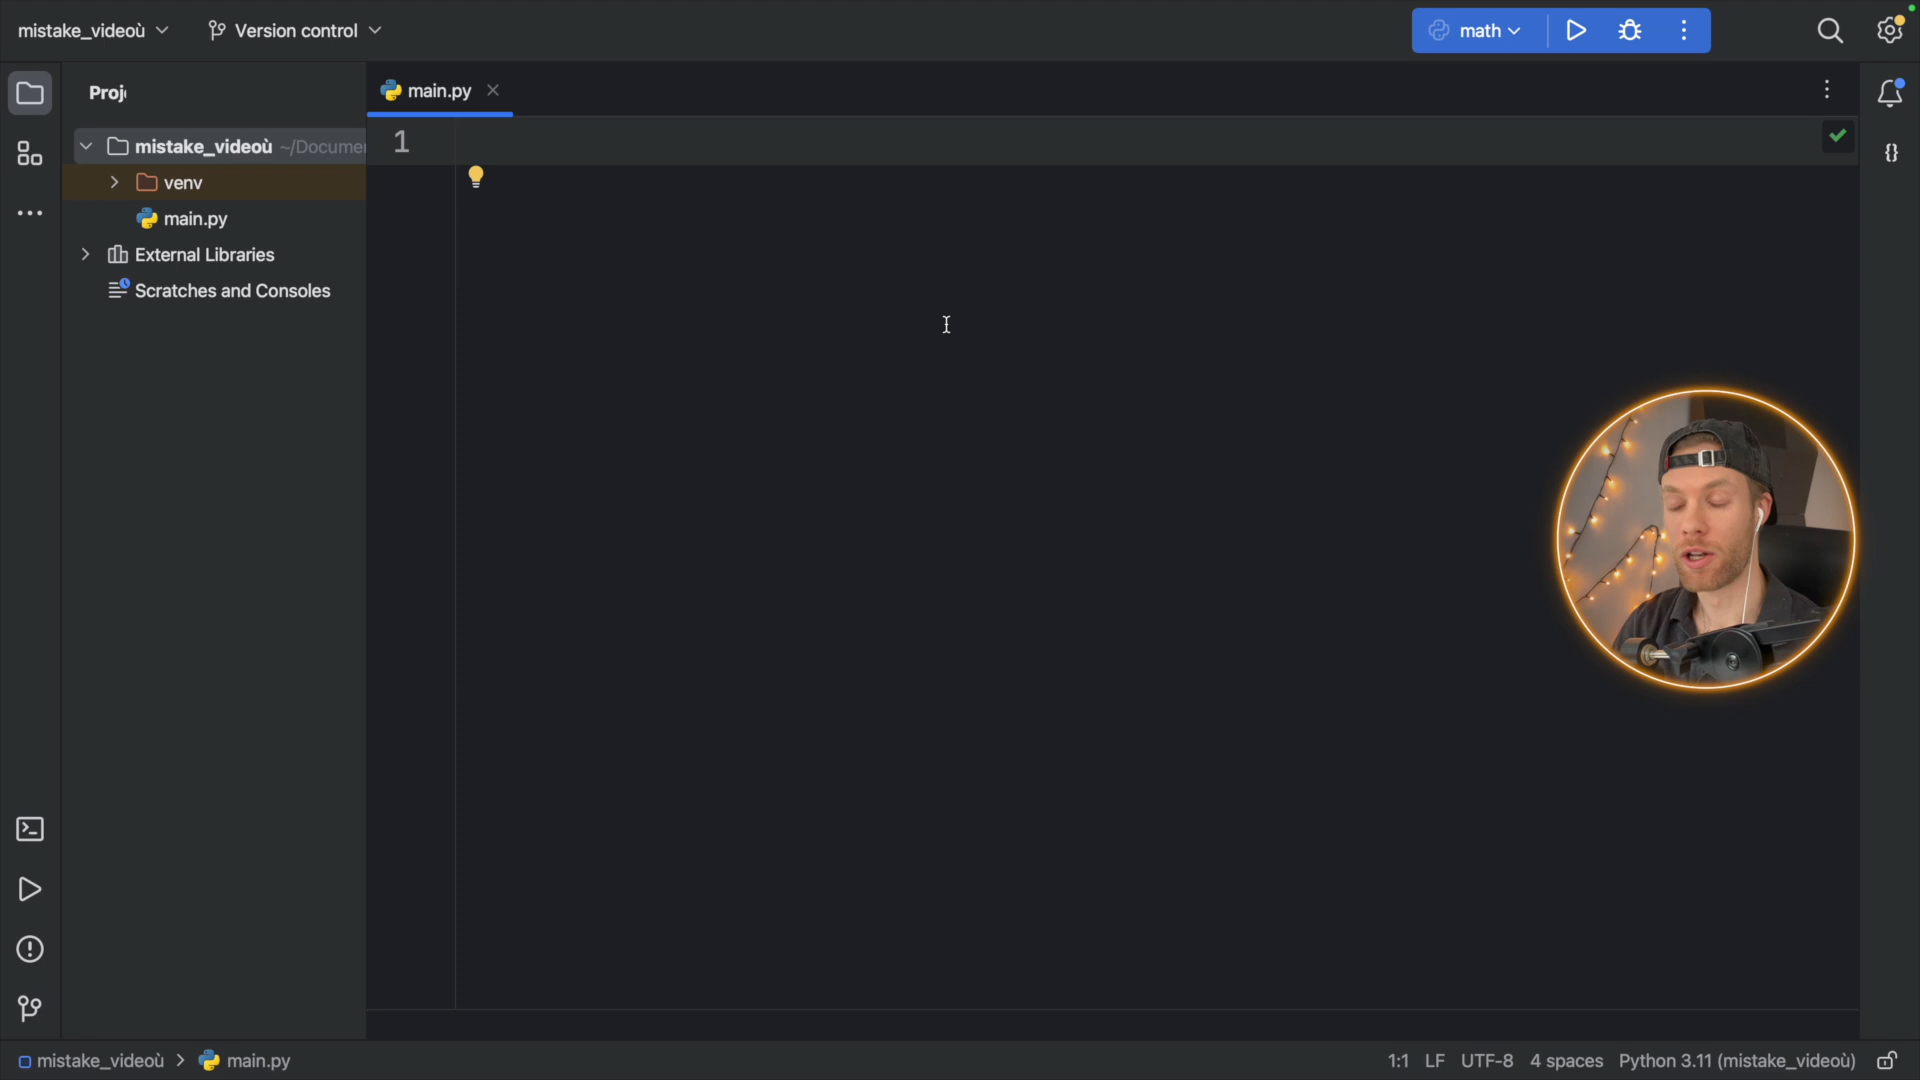 mistake_videoù
Version control
math
Proj
main.py
mistake_videoù ~/Documen
venv
main.py
External Libraries
Scratches and Consoles
1
{}
mistake_videoù > main.py
1:1 LF UTF-8 4 spaces Python 3.11 (mistake_videoù)